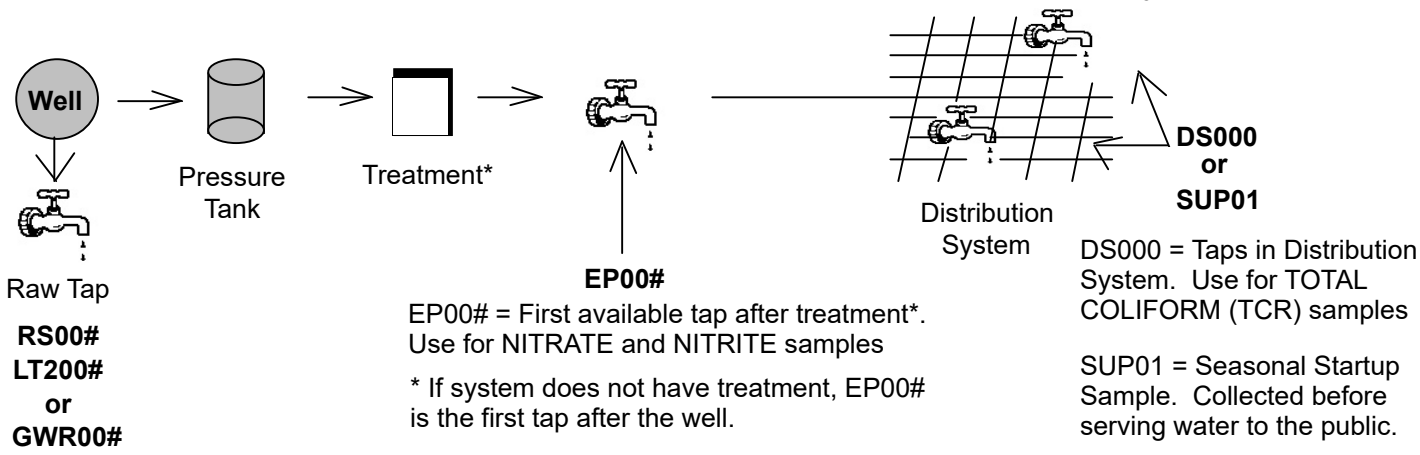 Well
Raw Tap
RS00#
LT200#
or
GWR00#
Pressure
Tank
Treatment*
EP00#
EP00# = First available tap after treatment*.
Use for NITRATE and NITRITE samples
* If system does not have treatment, EP00#
is the first tap after the well.
Distribution
System
DS000
or
SUP01
DS000 = Taps in Distribution
System.  Use for TOTAL
COLIFORM (TCR) samples
SUP01 = Seasonal Startup
Sample.  Collected before
serving water to the public.